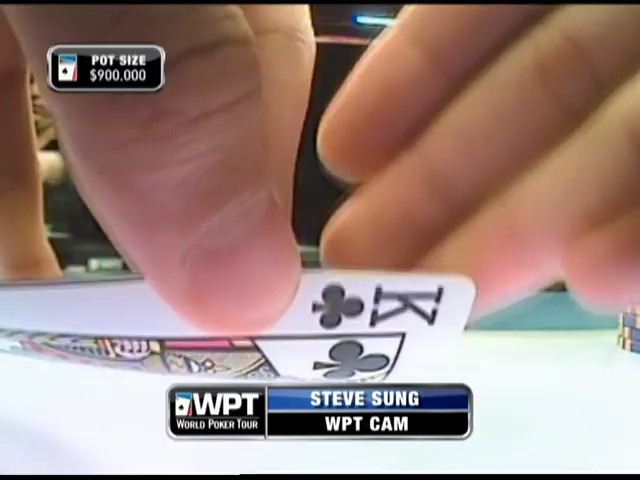 POT SIZE
$900,000
K
WPT
WORLD POKER TOUR
STEVE SUNG
WPT CAM